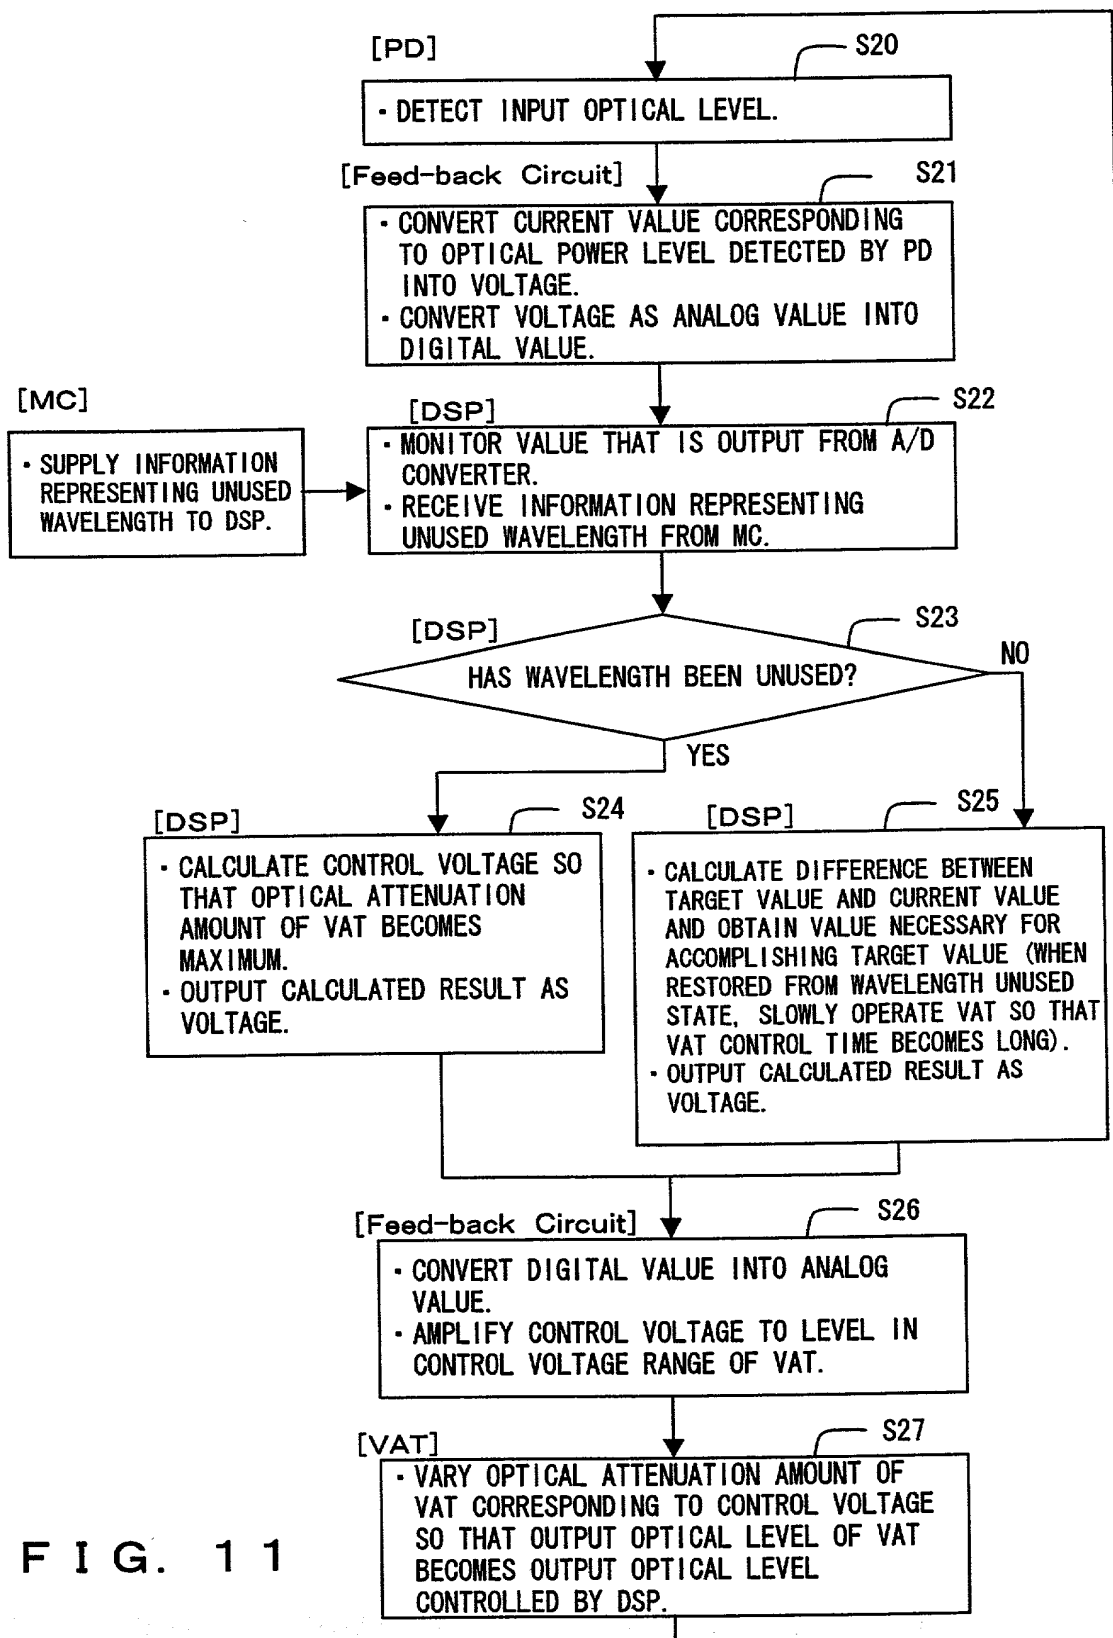 [PD]
S20
· DETECT INPUT OPTICAL LEVEL.
[Feed-back Circuit]
S21
· CONVERT CURRENT VALUE CORRESPONDING
TO OPTICAL POWER LEVEL DETECTED BY PD
INTO VOLTAGE.
· CONVERT VOLTAGE AS ANALOG VALUE INTO
DIGITAL VALUE.
[MC]
· SUPPLY INFORMATION
REPRESENTING UNUSED
WAVELENGTH TO DSP.
[DSP]
S22
· MONITOR VALUE THAT IS OUTPUT FROM A/D
CONVERTER.
· RECEIVE INFORMATION REPRESENTING
UNUSED WAVELENGTH FROM MC.
[DSP]
S23
HAS WAVELENGTH BEEN UNUSED?
NO
YES
[DSP]
S24
· CALCULATE CONTROL VOLTAGE SO
THAT OPTICAL ATTENUATION
AMOUNT OF VAT BECOMES
MAXIMUM.
· OUTPUT CALCULATED RESULT AS
VOLTAGE.
[DSP]
S25
· CALCULATE DIFFERENCE BETWEEN
TARGET VALUE AND CURRENT VALUE
AND OBTAIN VALUE NECESSARY FOR
ACCOMPLISHING TARGET VALUE (WHEN
RESTORED FROM WAVELENGTH UNUSED
STATE, SLOWLY OPERATE VAT SO THAT
VAT CONTROL TIME BECOMES LONG).
· OUTPUT CALCULATED RESULT AS
VOLTAGE.
[Feed-back Circuit]
S26
· CONVERT DIGITAL VALUE INTO ANALOG
VALUE.
· AMPLIFY CONTROL VOLTAGE TO LEVEL IN
CONTROL VOLTAGE RANGE OF VAT.
[VAT]
S27
· VARY OPTICAL ATTENUATION AMOUNT OF
VAT CORRESPONDING TO CONTROL VOLTAGE
SO THAT OUTPUT OPTICAL LEVEL OF VAT
BECOMES OUTPUT OPTICAL LEVEL
CONTROLLED BY DSP.
FIG. 11